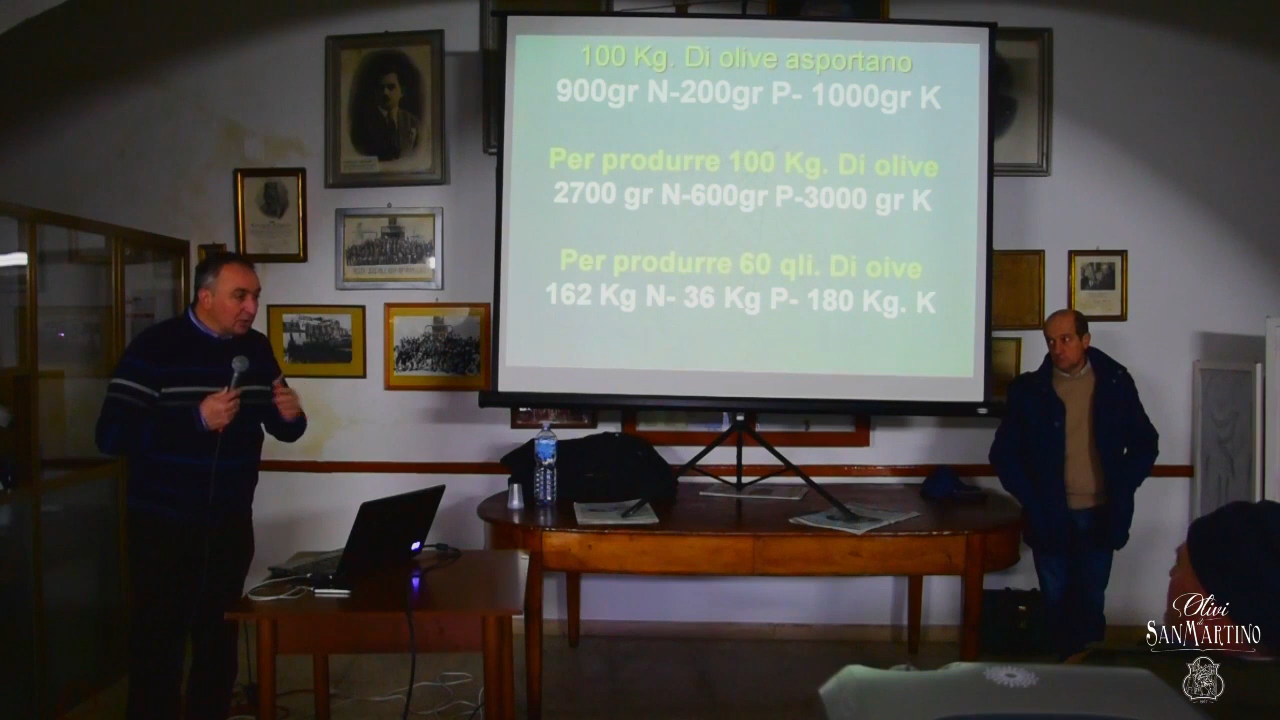 100 Kg. Di olive asportano
900gr N-200gr P- 1000gr K
Per produrre 100 Kg. Di olive
2700 gr N-600gr P-3000 gr K
Per produrre 60 qli. Di oive
162 Kg N- 36 Kg P- 180 Kg. K
Olivi
di
SANMARTINO